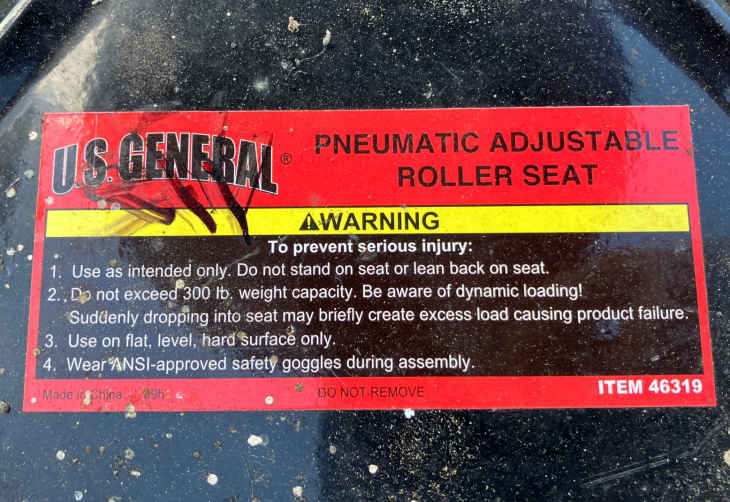 U.S. GENERAL®
PNEUMATIC ADJUSTABLE
ROLLER SEAT
⚠WARNING
To prevent serious injury:
1. Use as intended only. Do not stand on seat or lean back on seat.
2. Do not exceed 300 lb. weight capacity. Be aware of dynamic loading!
Suddenly dropping into seat may briefly create excess load causing product failure.
3. Use on flat, level, hard surface only.
4. Wear ANSI-approved safety goggles during assembly.
Made in China
DO NOT REMOVE
ITEM 46319